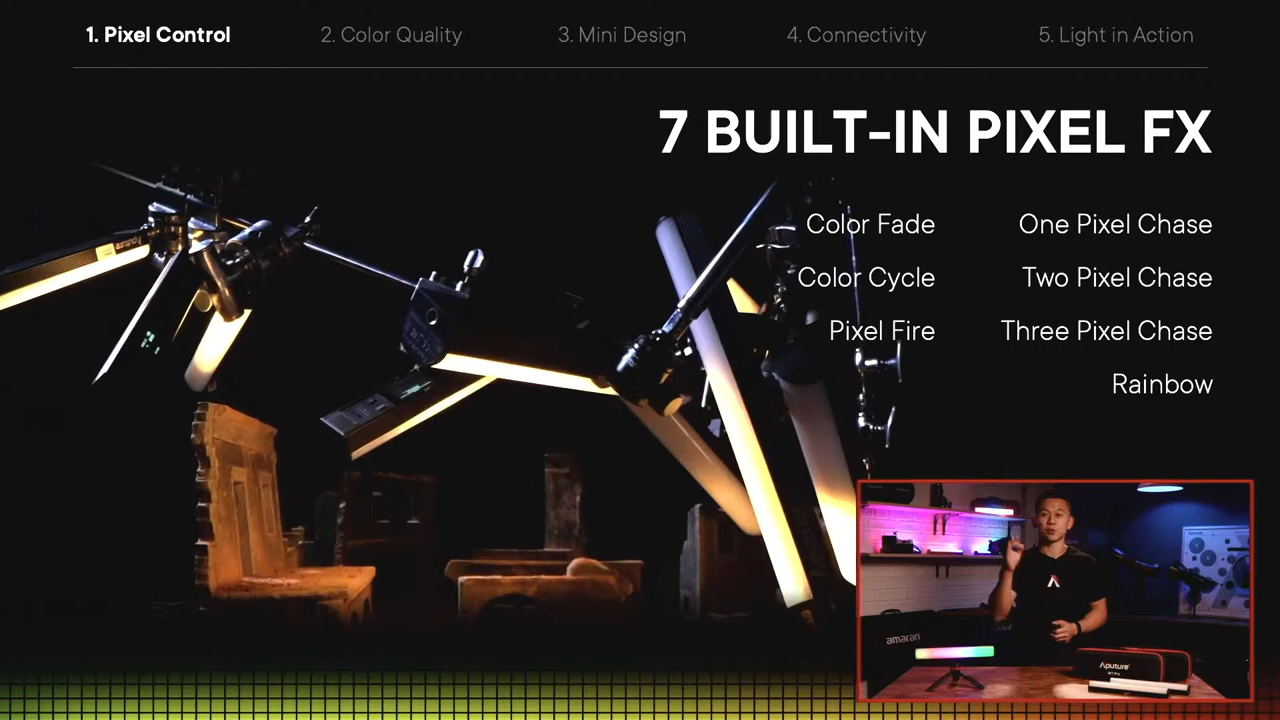 1. Pixel Control
2. Color Quality
3. Mini Design
4. Connectivity
5. Light in Action
7 BUILT-IN PIXEL FX
Color Fade
One Pixel Chase
Color Cycle
Two Pixel Chase
Pixel Fire
Three Pixel Chase
Rainbow
Aputure
amaran
Aputure